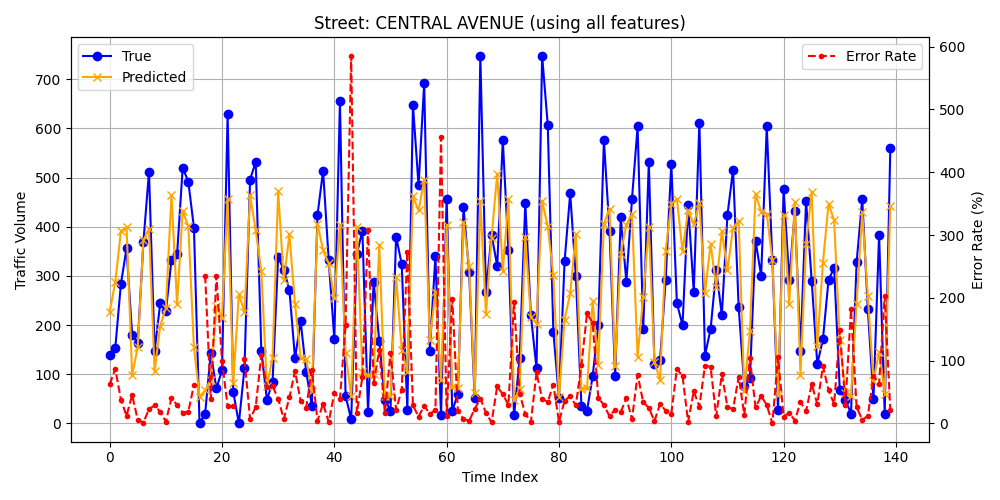 Street: CENTRAL AVENUE (using all features)
True
Predicted
Error Rate
Traffic Volume
700
600
500
400
300
200
100
0
600
500
400
300
200
100
0
Error Rate (%)
0 20 40 60 80 100 120 140
Time Index